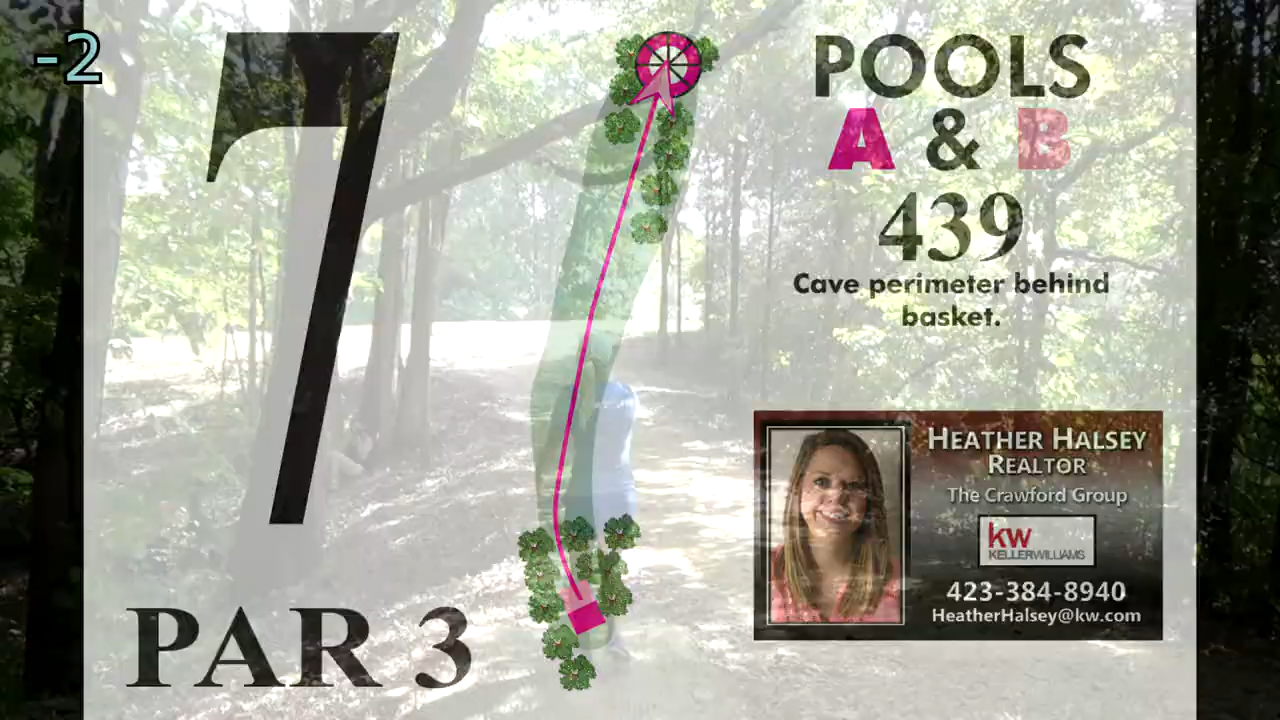 -2
7
PAR 3
POOLS
A & B
439
Cave perimeter behind
basket.
HEATHER HALSEY
REALTOR
The Crawford Group
kw
KELLERWILLIAMS
423-384-8940
HeatherHalsey@kw.com